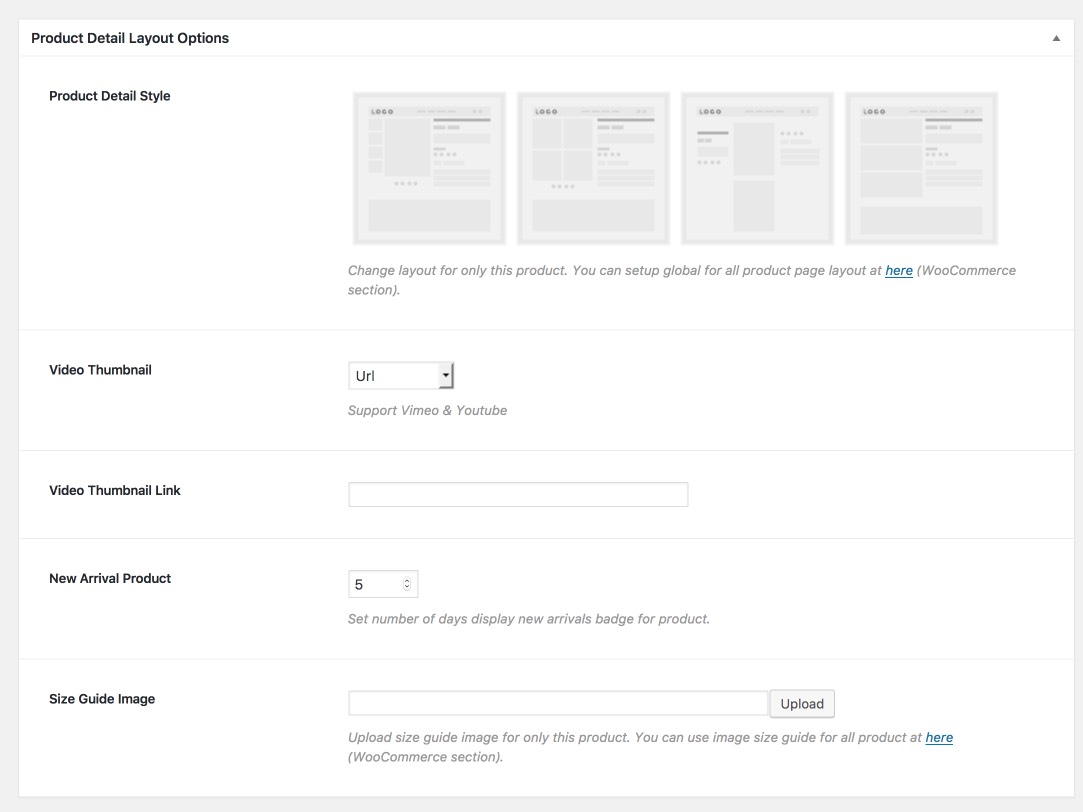 Product Detail Layout Options
Product Detail Style
LOGO LOGO LOGO LOGO
Change layout for only this product. You can setup global for all product page layout at here (WooCommerce
section).
Video Thumbnail
Url
Support Vimeo & Youtube
Video Thumbnail Link
New Arrival Product
5
Set number of days display new arrivals badge for product.
Size Guide Image
Upload
Upload size guide image for only this product. You can use image size guide for all product at here
(WooCommerce section).